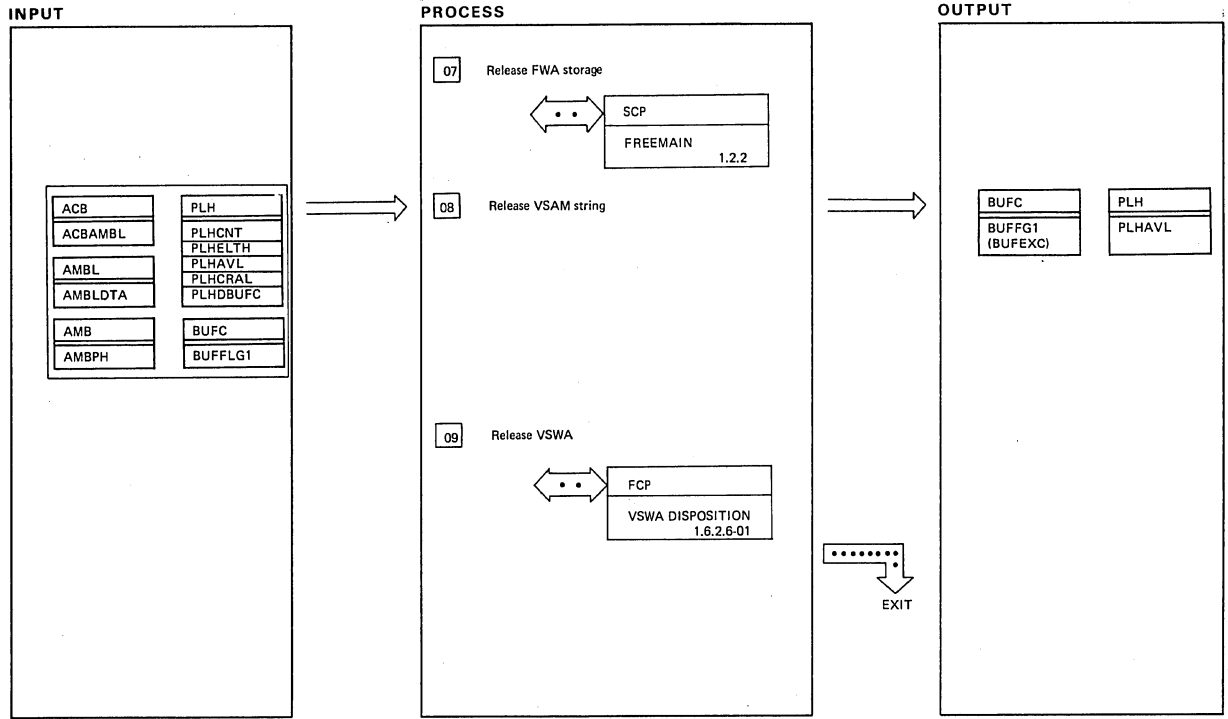 INPUT
PROCESS
OUTPUT
07 Release FWA storage
SCP
FREEMAIN
1.2.2
ACB
ACBAMBL
AMBL
AMBLDTA
AMB
AMBPH
PLH
PLHCNT
PLHELTH
PLHAVL
PLHCRAL
PLHDBUFC
BUFC
BUFFLG1
08 Release VSAM string
BUFC
BUFFG1
(BUFEXC)
PLH
PLHAVL
09 Release VSWA
FCP
VSWA DISPOSITION
1.6.2.6-01
EXIT